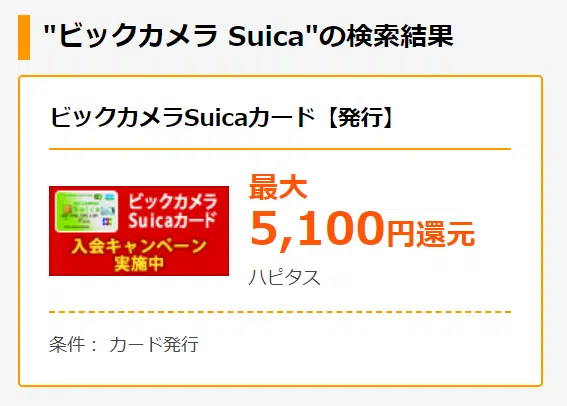 "ビックカメラ Suica"の検索結果
ビックカメラSuicaカード【発行】
ビックカメラ
Suicaカード
入会キャンペーン
実施中
最大
5,100円還元
ハピタス
条件： カード発行